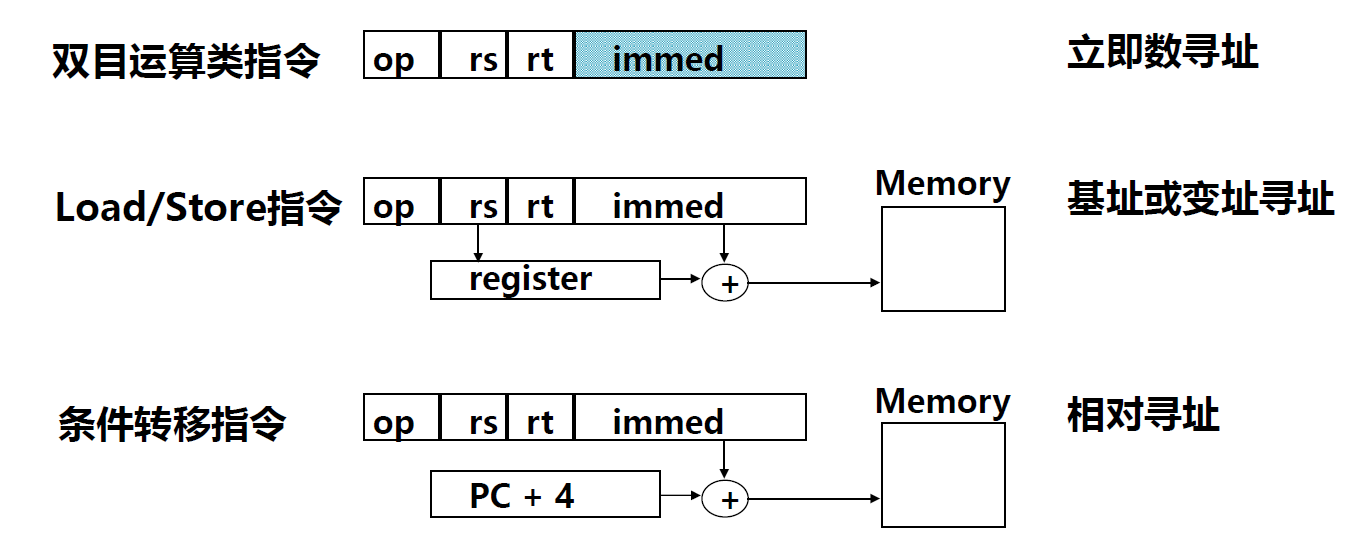 双目运算类指令 op rs rt immed 立即数寻址
Load/Store指令 op rs rt immed Memory 基址或变址寻址
register +
条件转移指令 op rs rt immed Memory 相对寻址
PC + 4 +